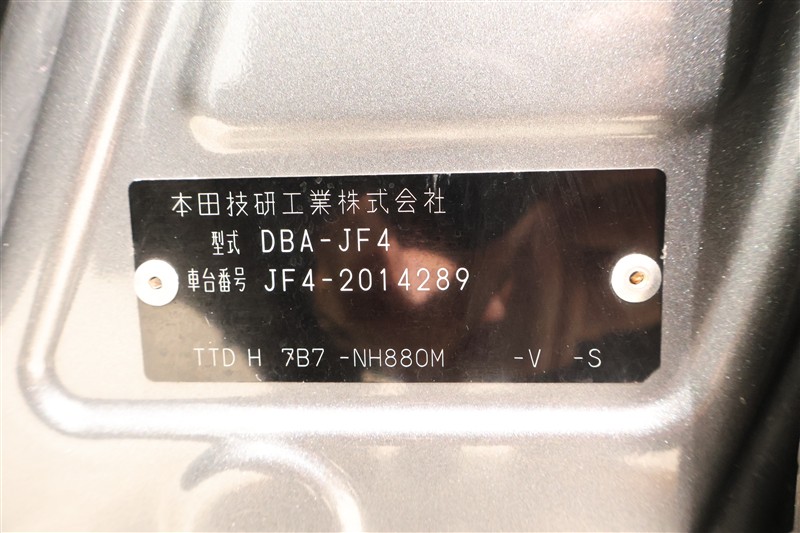 本田技研工業株式会社
型式 DBA-JF4
車台番号 JF4-2014289
TTD H 7B7 -NH880M -V -S